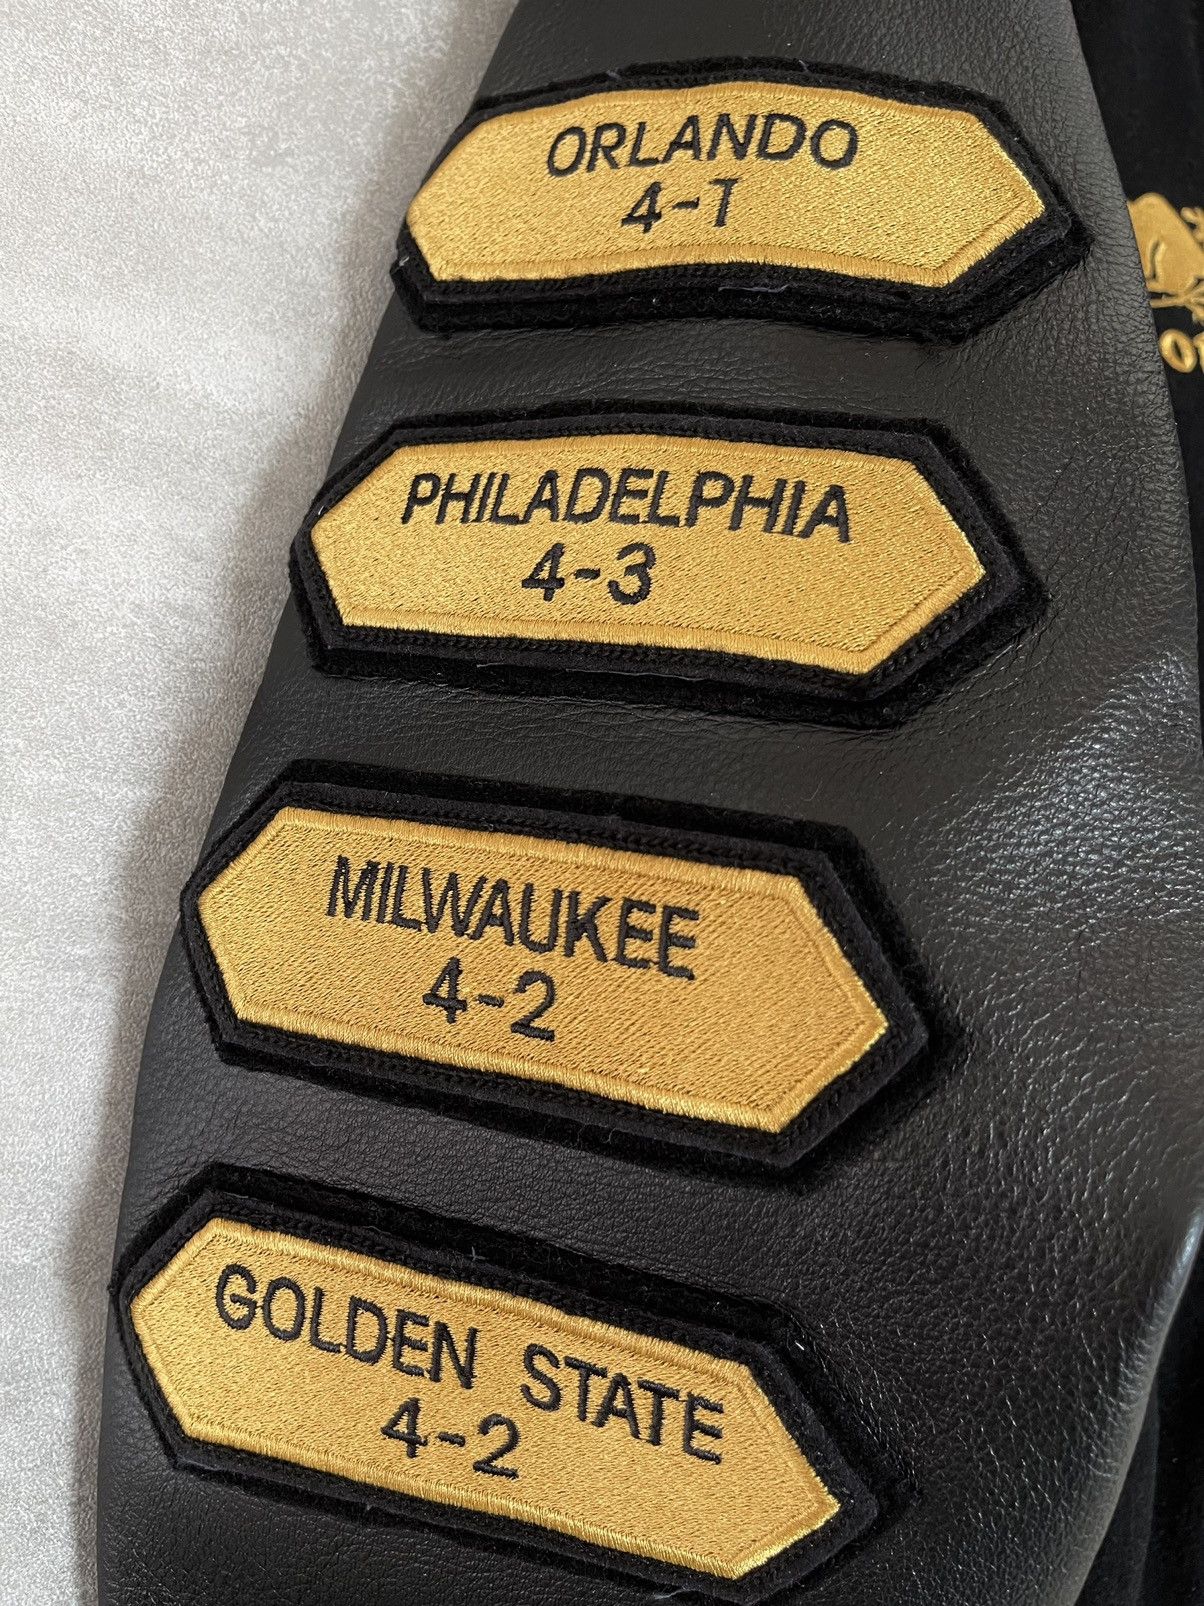 ORLANDO
4-1
PHILADELPHIA
4-3
MILWAUKEE
4-2
GOLDEN STATE
4-2